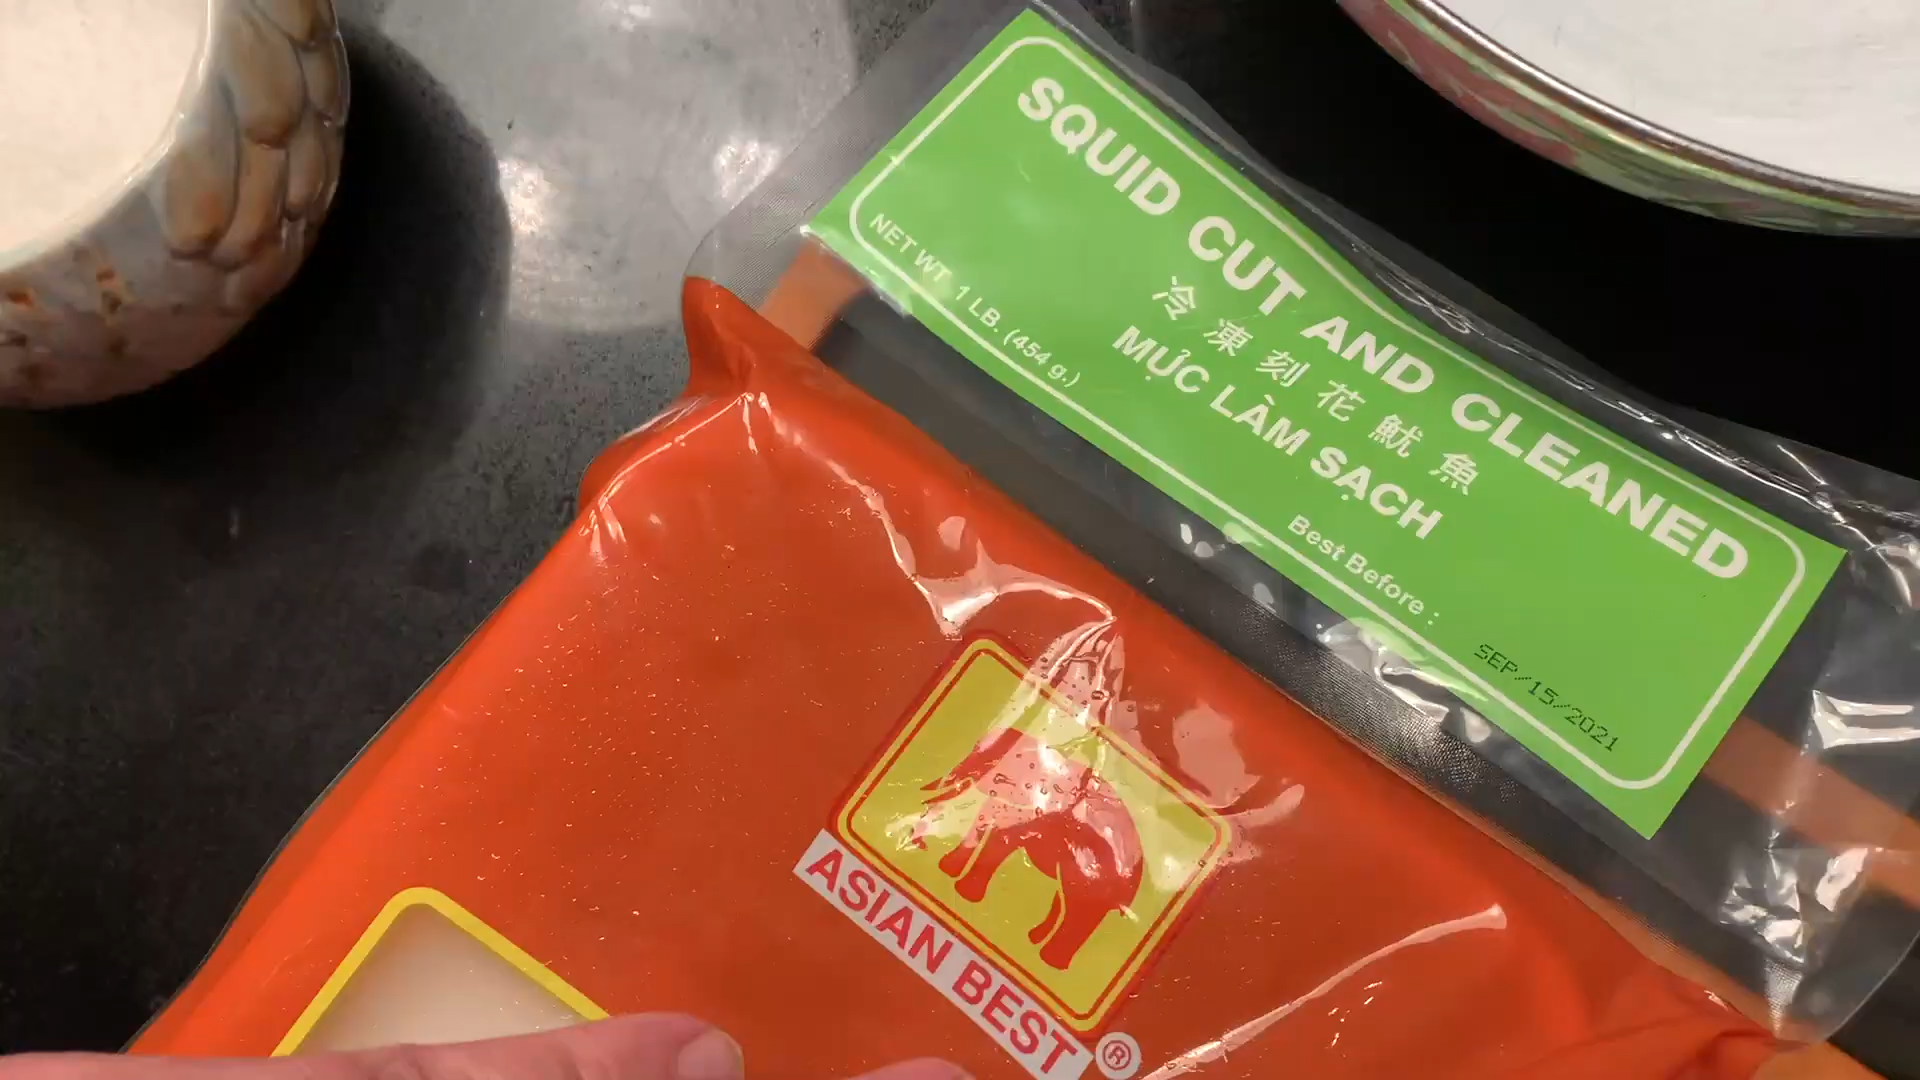 SQUID CUT AND CLEANED
冷凍刻花魷魚
MỰC LÀM SẠCH
NET WT. 1 LB. (454 g.)
Best Before :
SEP/15/2021
ASIAN BEST®